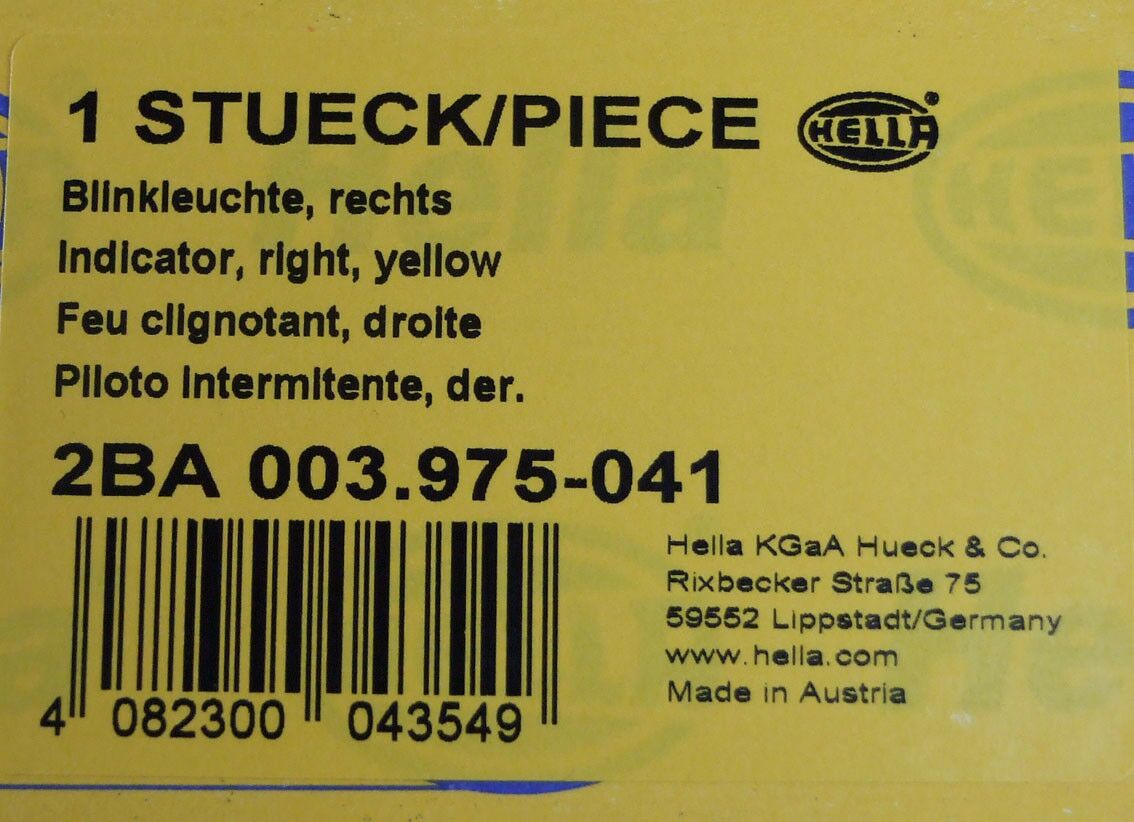 1 STUECK/PIECE HELLA
Blinkleuchte, rechts
Indicator, right, yellow
Feu clignotant, droite
Piloto intermitente, der.
2BA 003.975-041
Hella KGaA Hueck & Co.
Rixbecker Straße 75
59552 Lippstadt/Germany
www.hella.com
Made in Austria
4 082300 043549